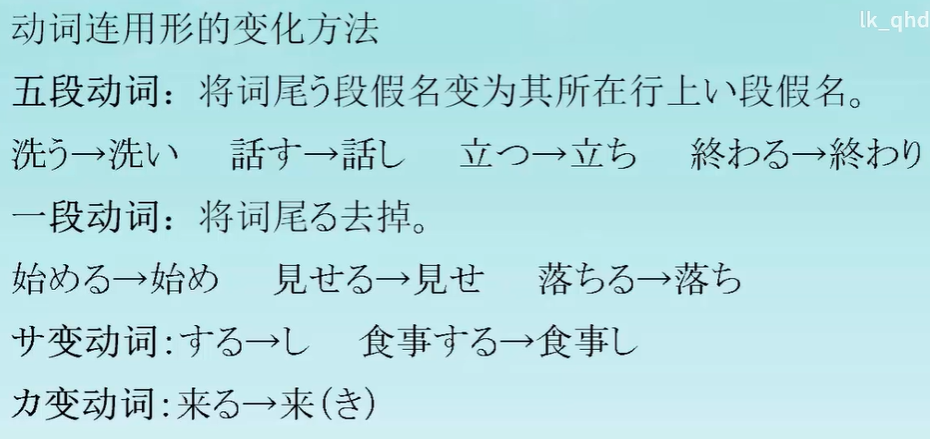 lk_qhd
动词连用形的变化方法
五段动词：将词尾う段假名变为其所在行上い段假名。
洗う→洗い　話す→話し　立つ→立ち　終わる→終わり
一段动词：将词尾る去掉。
始める→始め　見せる→見せ　落ちる→落ち
サ变动词:する→し　食事する→食事し
カ变动词:来る→来(き)